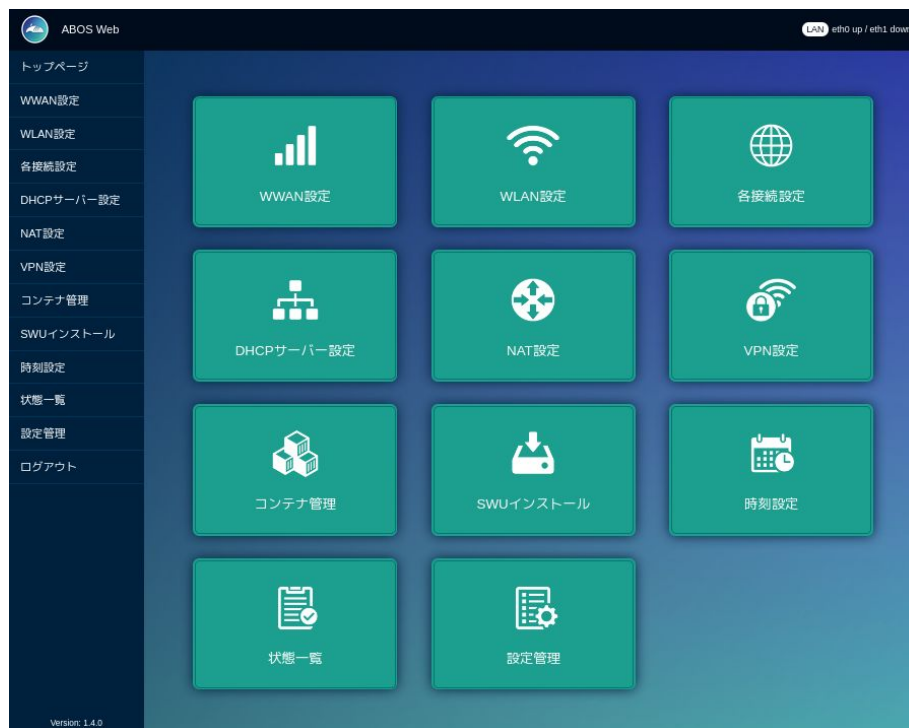 ABOS Web
LAN eth0 up / eth1 down
トップページ
WWAN設定
WLAN設定
各接続設定
DHCPサーバー設定
NAT設定
VPN設定
コンテナ管理
SWUインストール
時刻設定
状態一覧
設定管理
ログアウト
Version: 1.4.0
WWAN設定
WLAN設定
各接続設定
DHCPサーバー設定
NAT設定
VPN設定
コンテナ管理
SWUインストール
時刻設定
状態一覧
設定管理